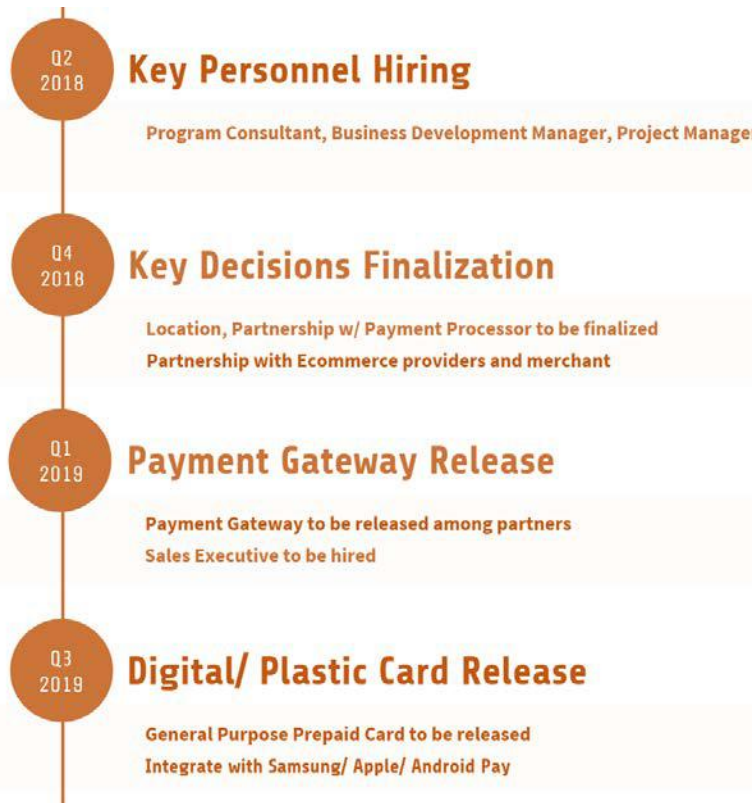 Q2
2018
Key Personnel Hiring
Program Consultant, Business Development Manager, Project Manager
Q4
2018
Key Decisions Finalization
Location, Partnership w/ Payment Processor to be finalized
Partnership with Ecommerce providers and merchant
Q1
2019
Payment Gateway Release
Payment Gateway to be released among partners
Sales Executive to be hired
Q3
2019
Digital/ Plastic Card Release
General Purpose Prepaid Card to be released
Integrate with Samsung/ Apple/ Android Pay